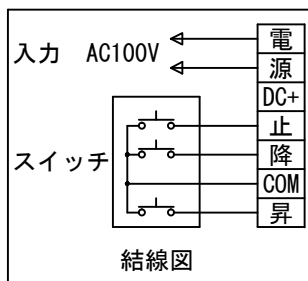 入力 AC100V
スイッチ
電
源
DC+
止
降
COM
昇
結線図